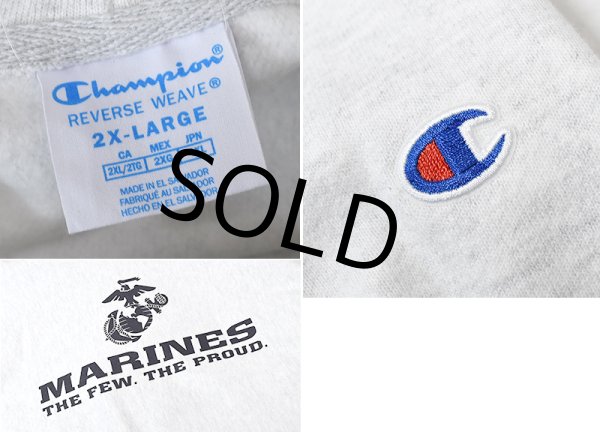 Champion®
REVERSE WEAVE®
2X-LARGE
CA MEX JPN
2XL/2TG 2XG
MADE IN EL SALVADOR
FABRIQUÉ AU SALVADOR
HECHO EN EL SALVADOR
SOLD
MARINES
THE FEW. THE PROUD.